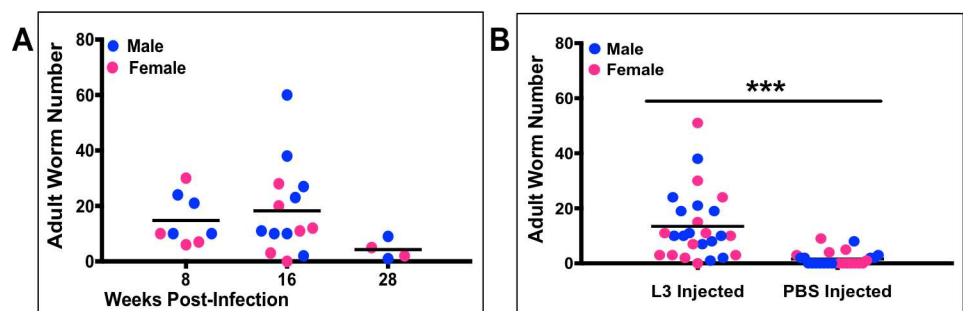 A
Adult Worm Number
80
60
40
20
0
Male
Female
8
16
28
Weeks Post-Infection
B
Adult Worm Number
80
60
40
20
0
Male
Female
***
L3 Injected
PBS Injected